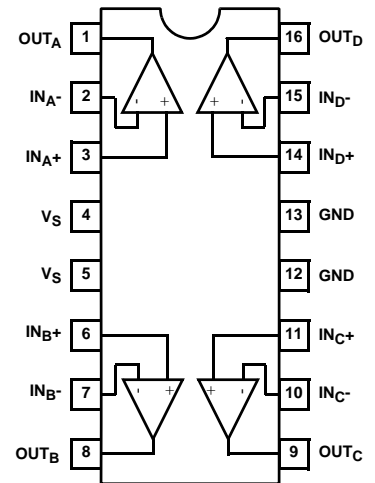 OUTA 1 16 OUTD
INA- 2 - + + - 15 IND-
INA+ 3 14 IND+
VS 4 13 GND
VS 5 12 GND
INB+ 6 11 INC+
INB- 7 - + + - 10 INC-
OUTB 8 9 OUTC